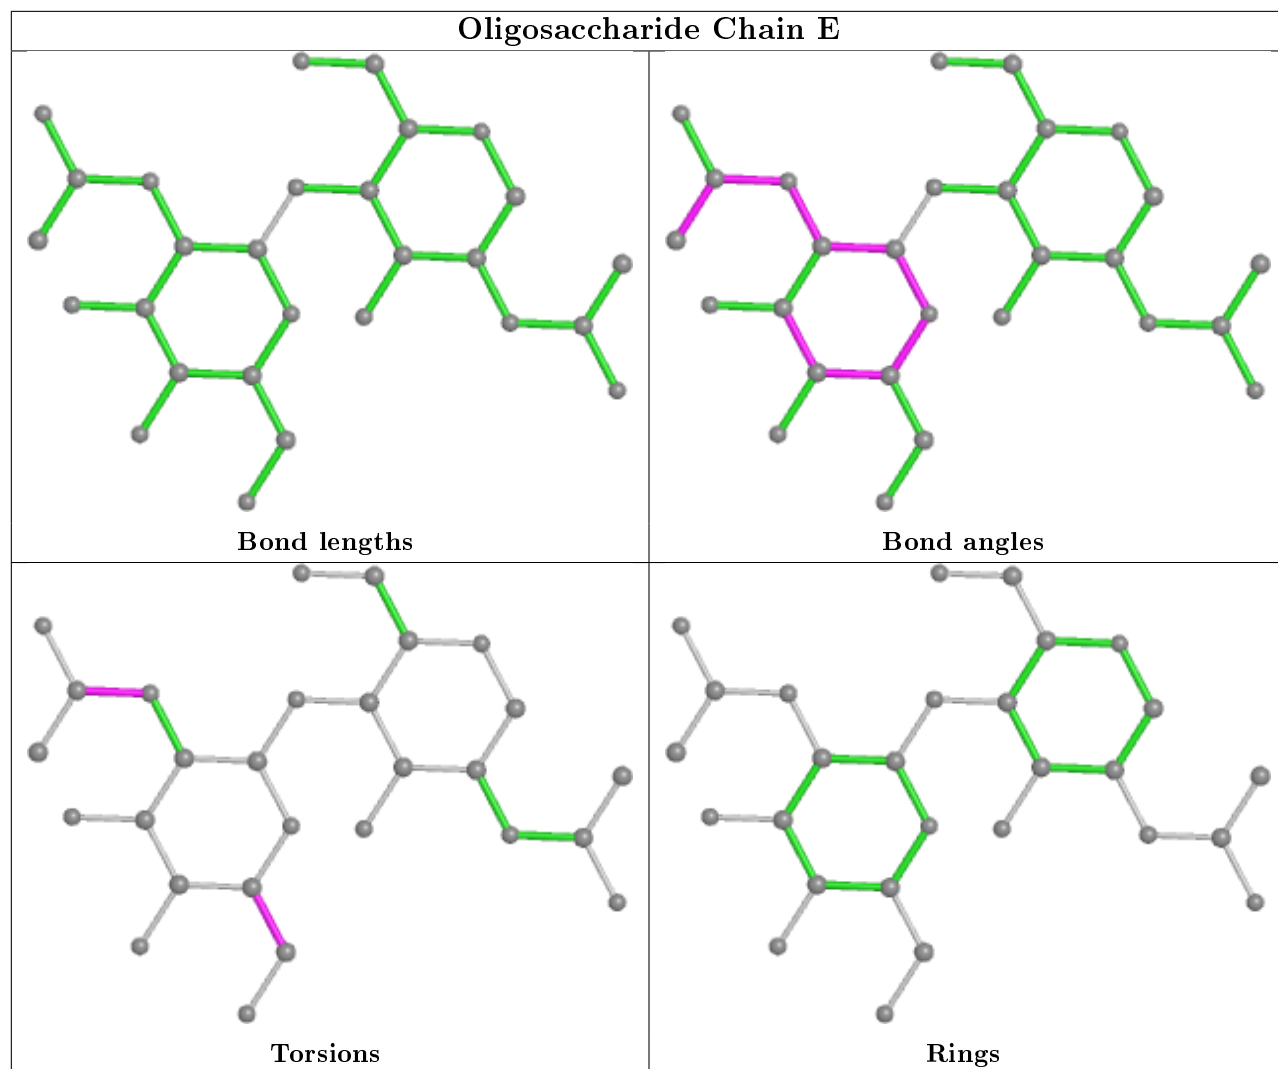 Oligosaccharide Chain E
Bond lengths
Bond angles
Torsions
Rings